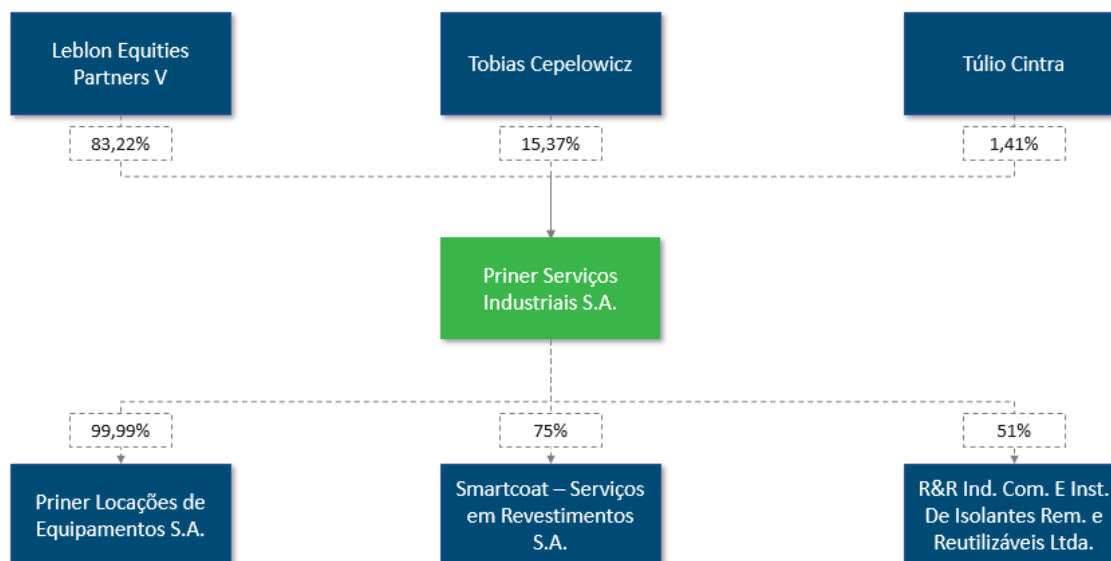 Leblon Equities
Partners V
Tobias Cepelowicz
Túlio Cintra
83,22%
15,37%
1,41%
Priner Serviços
Industriais S.A.
99,99%
75%
51%
Priner Locações de
Equipamentos S.A.
Smartcoat – Serviços
em Revestimentos
S.A.
R&R Ind. Com. E Inst.
De Isolantes Rem. e
Reutilizáveis Ltda.